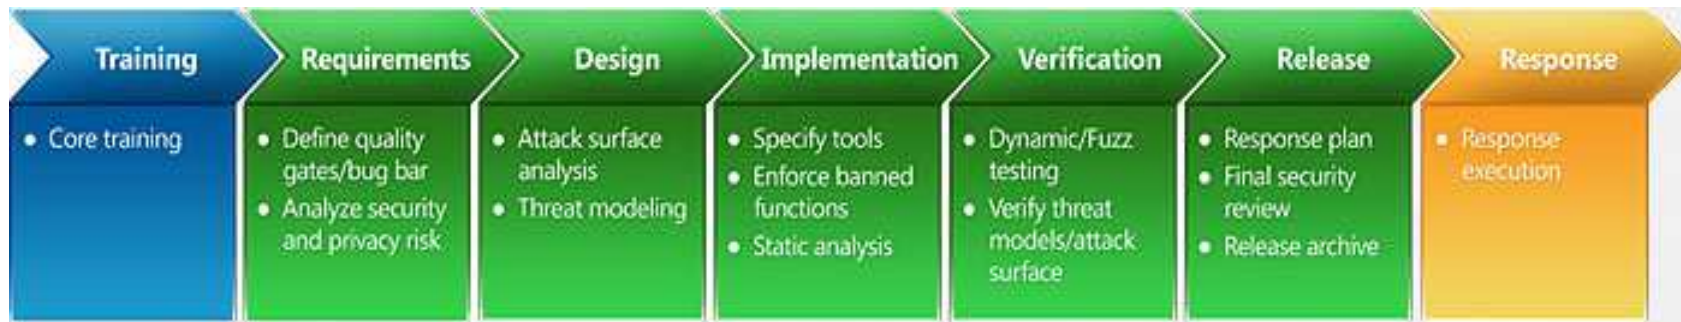 Training
• Core training
Requirements
• Define quality
gates/bug bar
• Analyze security
and privacy risk
Design
• Attack surface
analysis
• Threat modeling
Implementation
• Specify tools
• Enforce banned
functions
• Static analysis
Verification
• Dynamic/Fuzz
testing
• Verify threat
models/attack
surface
Release
• Response plan
• Final security
review
• Release archive
Response
• Response
execution